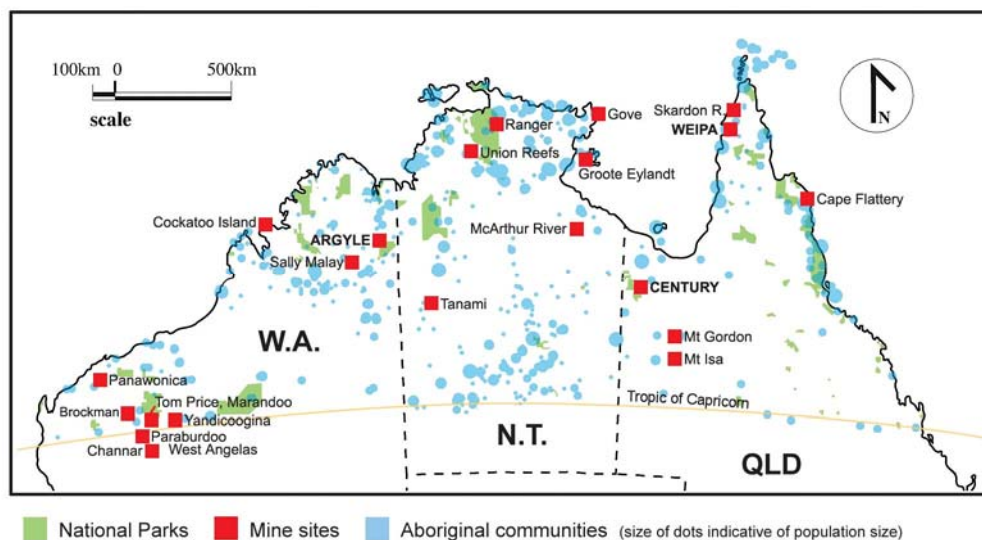 100km 0 500km
scale
N
Skardon R.
WEIPA
Gove
Ranger
Union Reefs
Groote Eylandt
Cape Flattery
Cockatoo Island
ARGYLE
McArthur River
Sally Malay
CENTURY
Tanami
W.A.
Mt Gordon
Mt Isa
Panawonica
Tom Price, Marandoo
Tropic of Capricorn
Brockman
Yandicoogina
Paraburdoo
N.T.
Channar
West Angelas
QLD
National Parks Mine sites Aboriginal communities (size of dots indicative of population size)